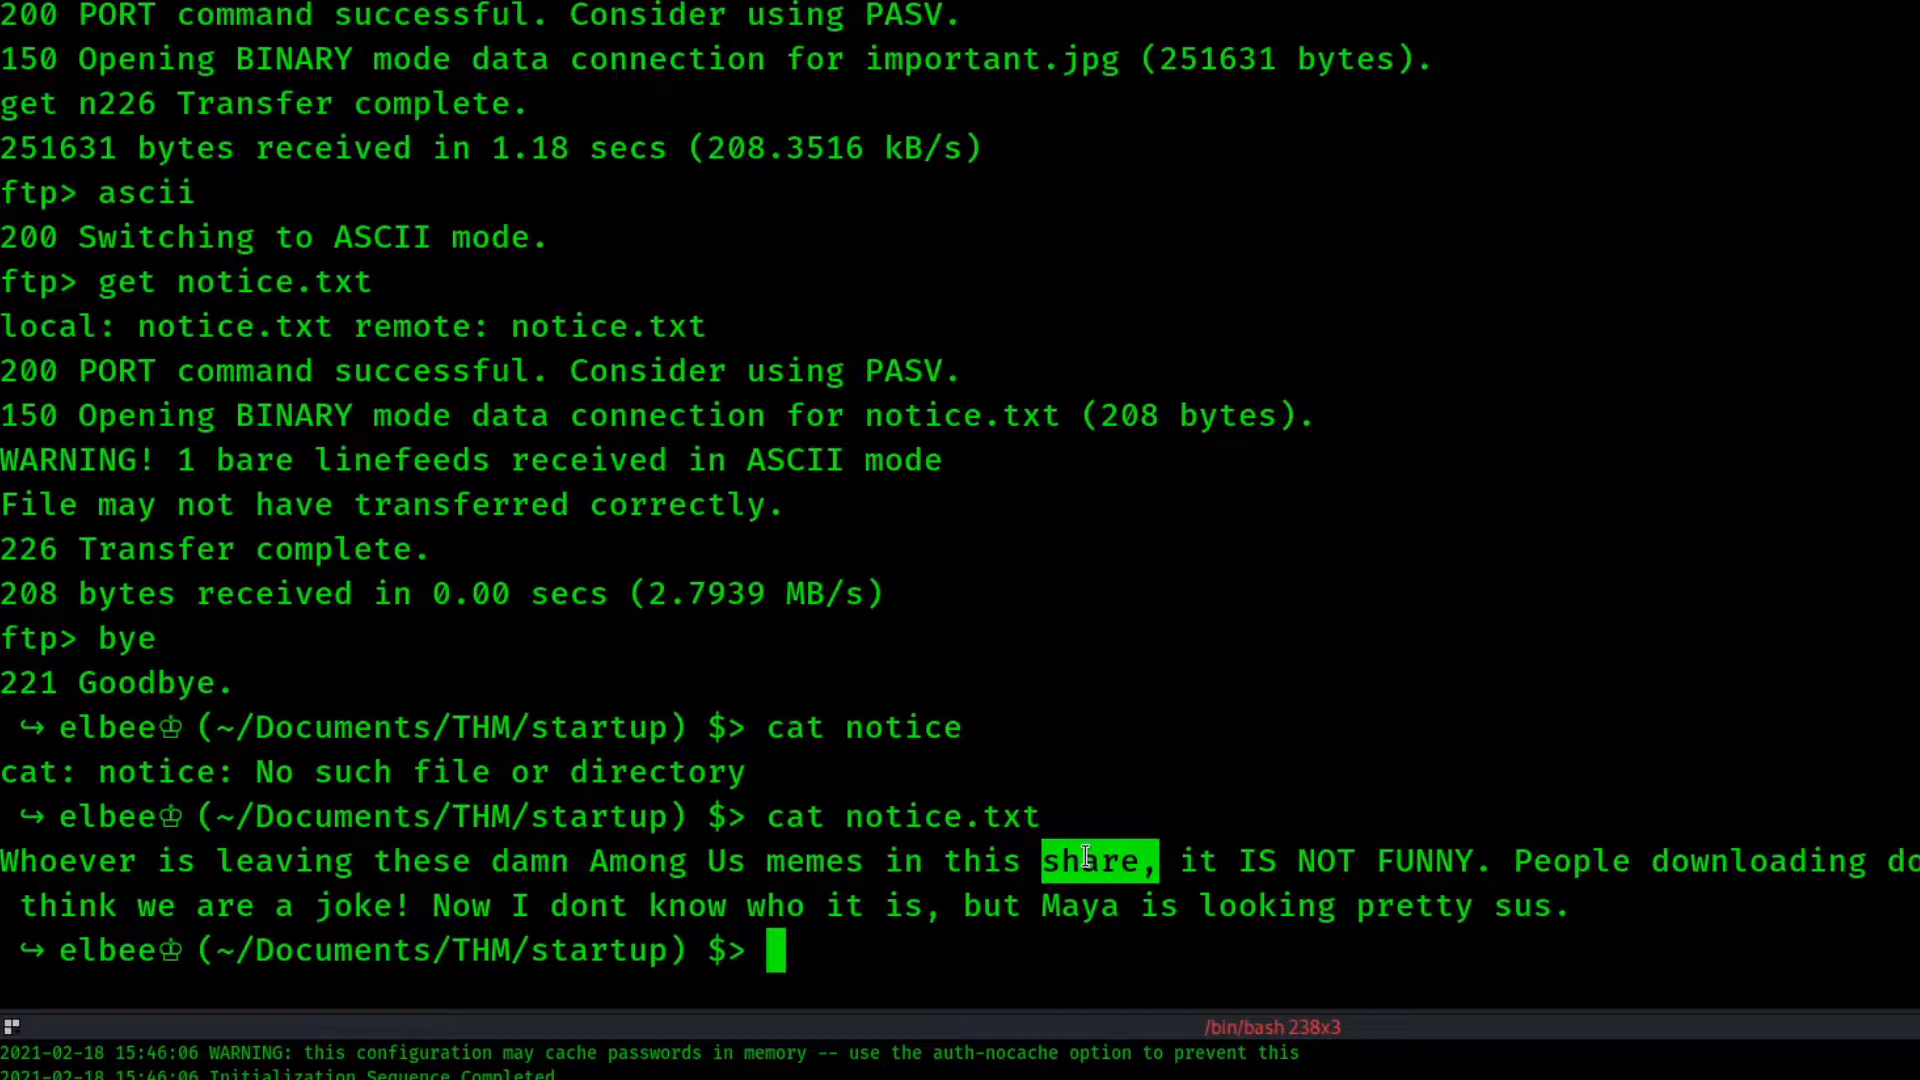 200 PORT command successful. Consider using PASV.
150 Opening BINARY mode data connection for important.jpg (251631 bytes).
get n226 Transfer complete.
251631 bytes received in 1.18 secs (208.3516 kB/s)
ftp> ascii
200 Switching to ASCII mode.
ftp> get notice.txt
local: notice.txt remote: notice.txt
200 PORT command successful. Consider using PASV.
150 Opening BINARY mode data connection for notice.txt (208 bytes).
WARNING! 1 bare linefeeds received in ASCII mode
File may not have transferred correctly.
226 Transfer complete.
208 bytes received in 0.00 secs (2.7939 MB/s)
ftp> bye
221 Goodbye.
↪ elbee♔ (~/Documents/THM/startup) $> cat notice
cat: notice: No such file or directory
↪ elbee♔ (~/Documents/THM/startup) $> cat notice.txt
Whoever is leaving these damn Among Us memes in this share, it IS NOT FUNNY. People downloading do
think we are a joke! Now I dont know who it is, but Maya is looking pretty sus.
↪ elbee♔ (~/Documents/THM/startup) $>
/bin/bash 238x3
2021-02-18 15:46:06 WARNING: this configuration may cache passwords in memory -- use the auth-nocache option to prevent this
2021-02-18 15:46:06 Initialization Sequence Completed